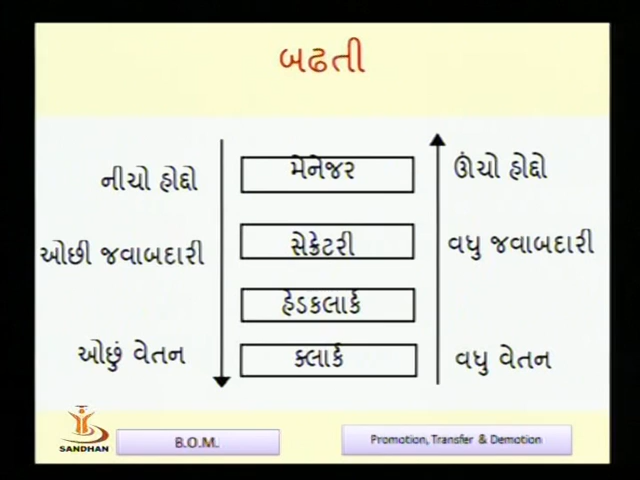 બઢતી
નીચો હોદ્દો
મેનેજર
ઊંચો હોદ્દો
ઓછી જવાબદારી
સેક્રેટરી
વધુ જવાબદારી
હેડકલાર્ક
ઓછું વેતન
કલાર્ક
વધુ વેતન
SANDHAN
B.O.M.
Promotion, Transfer & Demotion